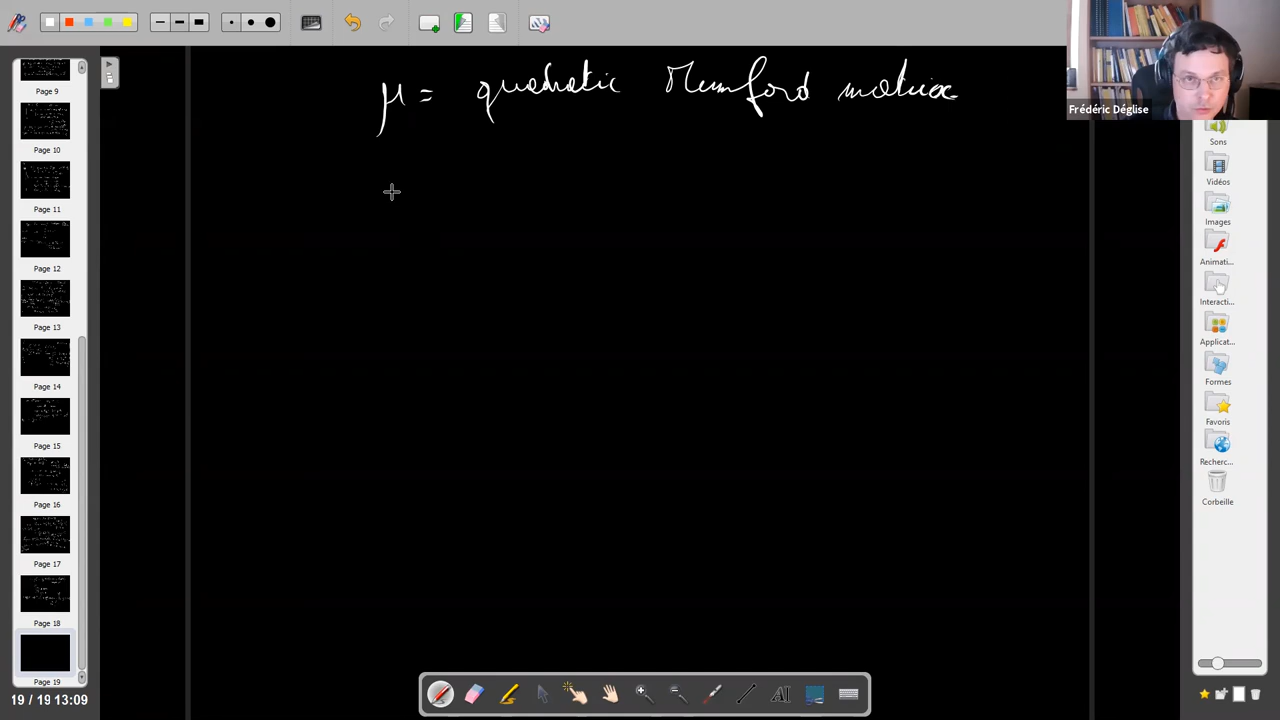 μ = quadratic Mumford matrix
Frédéric Déglise
Page 9
Page 10
Page 11
Page 12
Page 13
Page 14
Page 15
Page 16
Page 17
Page 18
Page 19
19 / 19 13:09
Sons
Vidéos
Images
Animati...
Interacti...
Applicat...
Formes
Favoris
Recherc...
Corbeille
AI